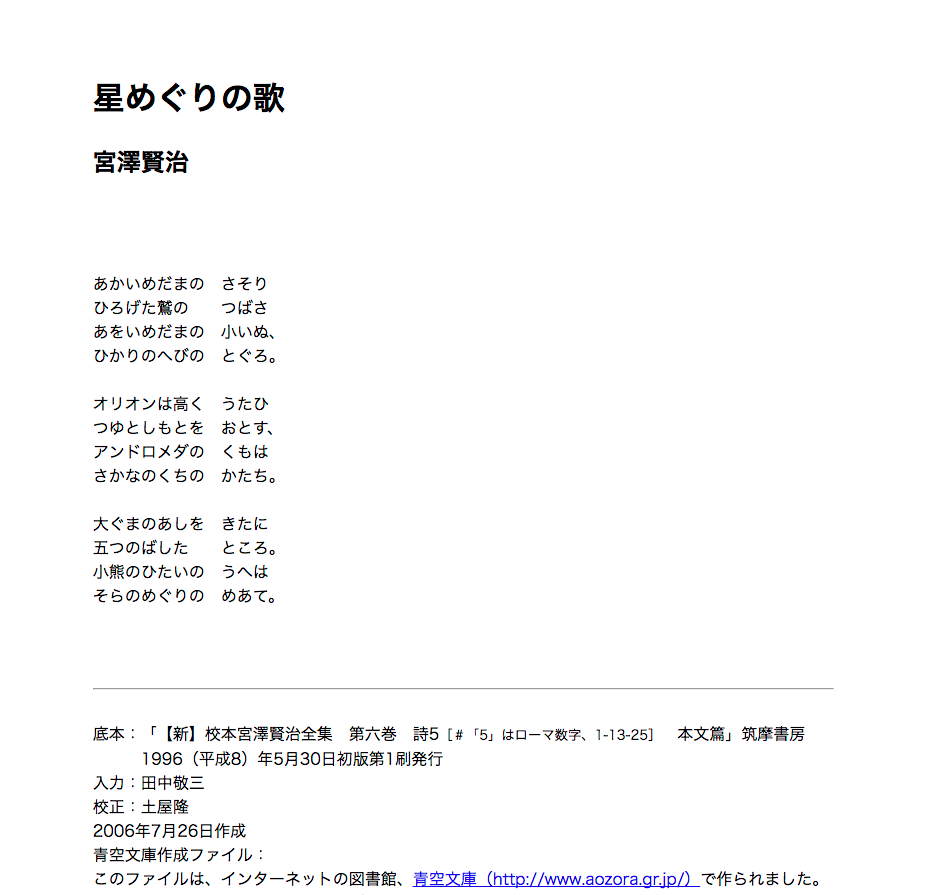 星めぐりの歌
宮澤賢治
あかいめだまの　さそり
ひろげた鷲の　　つばさ
あをいめだまの　小いぬ、
ひかりのへびの　とぐろ。
オリオンは高く　うたひ
つゆとしもとを　おとす、
アンドロメダの　くもは
さかなのくちの　かたち。
大ぐまのあしを　きたに
五つのばした　　ところ。
小熊のひたいの　うへは
そらのめぐりの　めあて。
底本：「【新】校本宮澤賢治全集　第六巻　詩5［＃「5」はローマ数字、1-13-25］　本文篇」筑摩書房
1996（平成8）年5月30日初版第1刷発行
入力：田中敬三
校正：土屋隆
2006年7月26日作成
青空文庫作成ファイル：
このファイルは、インターネットの図書館、青空文庫（http://www.aozora.gr.jp/）で作られました。